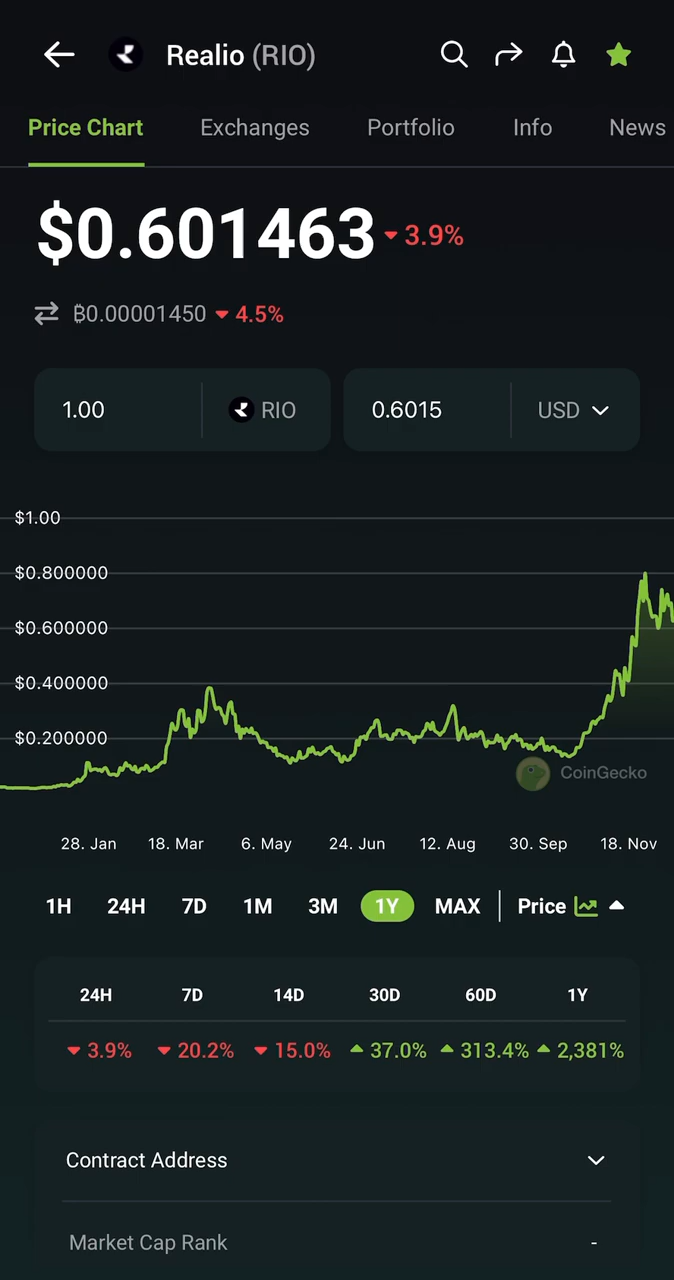 Realio (RIO)
Price Chart Exchanges Portfolio Info News
$0.601463 3.9%
₿0.00001450 4.5%
1.00 RIO 0.6015 USD
$1.00
$0.800000
$0.600000
$0.400000
$0.200000
CoinGecko
28. Jan 18. Mar 6. May 24. Jun 12. Aug 30. Sep 18. Nov
1H 24H 7D 1M 3M 1Y MAX Price
24H 7D 14D 30D 60D 1Y
3.9% 20.2% 15.0% 37.0% 313.4% 2,381%
Contract Address
Market Cap Rank -